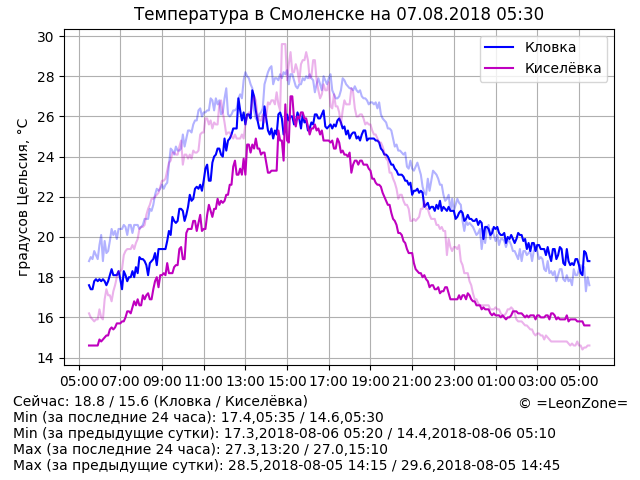 Температура в Смоленске на 07.08.2018 05:30
градусов Цельсия, °C
30
28
26
24
22
20
18
16
14
Кловка
Киселёвка
05:00 07:00 09:00 11:00 13:00 15:00 17:00 19:00 21:00 23:00 01:00 03:00 05:00
Сейчас: 18.8 / 15.6 (Кловка / Киселёвка)
© =LeonZone=
Min (за последние 24 часа): 17.4,05:35 / 14.6,05:30
Min (за предыдущие сутки): 17.3,2018-08-06 05:20 / 14.4,2018-08-06 05:10
Max (за последние 24 часа): 27.3,13:20 / 27.0,15:10
Max (за предыдущие сутки): 28.5,2018-08-05 14:15 / 29.6,2018-08-05 14:45